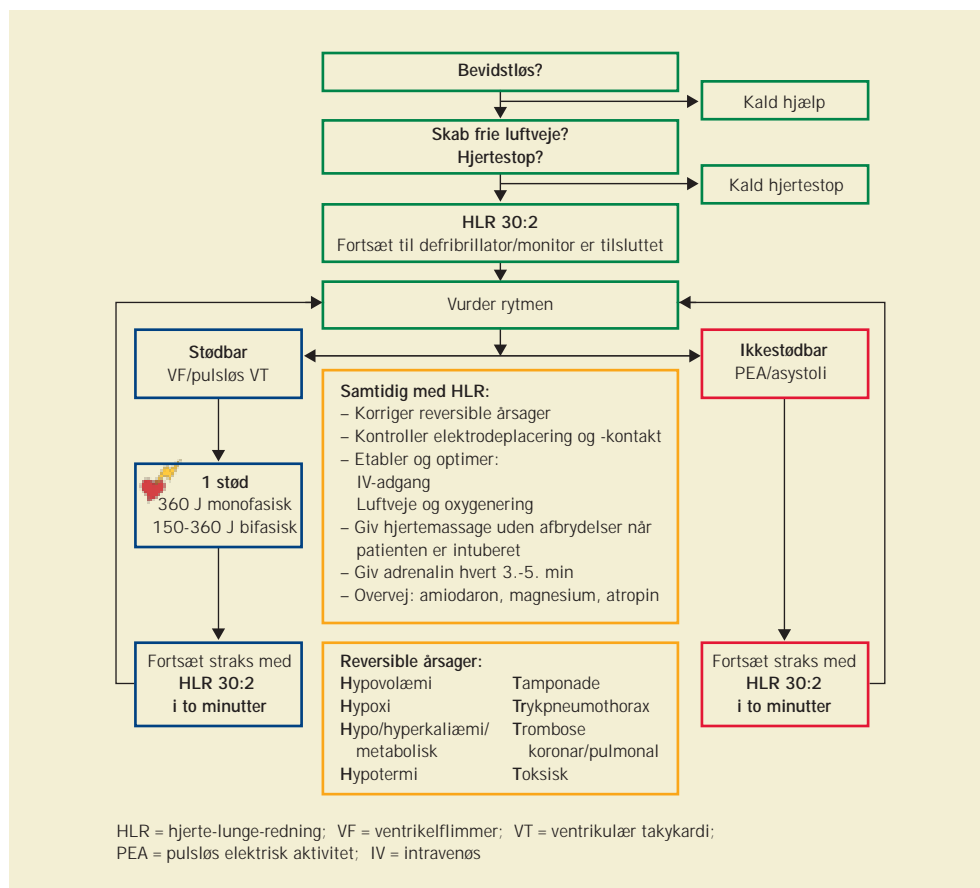 Bevidstløs?
Kald hjælp
Skab frie luftveje?
Hjertestop?
Kald hjertestop
HLR 30:2
Fortsæt til defribrillator/monitor er tilsluttet
Vurder rytmen
Stødbar
VF/pulsløs VT
Ikkestødbar
PEA/asystoli
1 stød
360 J monofasisk
150-360 J bifasisk
Samtidig med HLR:
– Korriger reversible årsager
– Kontroller elektrodeplacering og -kontakt
– Etabler og optimer:
IV-adgang
Luftveje og oxygenering
– Giv hjertemassage uden afbrydelser når
patienten er intuberet
– Giv adrenalin hvert 3.-5. min
– Overvej: amiodaron, magnesium, atropin
Fortsæt straks med
HLR 30:2
i to minutter
Reversible årsager:
Hypovolæmi
Hypoxi
Hypo/hyperkaliæmi/
metabolisk
Hypotermi
Tamponade
Trykpneumothorax
Trombose
koronar/pulmonal
Toksisk
Fortsæt straks med
HLR 30:2
i to minutter
HLR = hjerte-lunge-redning; VF = ventrikelflimmer; VT = ventrikulær takykardi;
PEA = pulsløs elektrisk aktivitet; IV = intravenøs